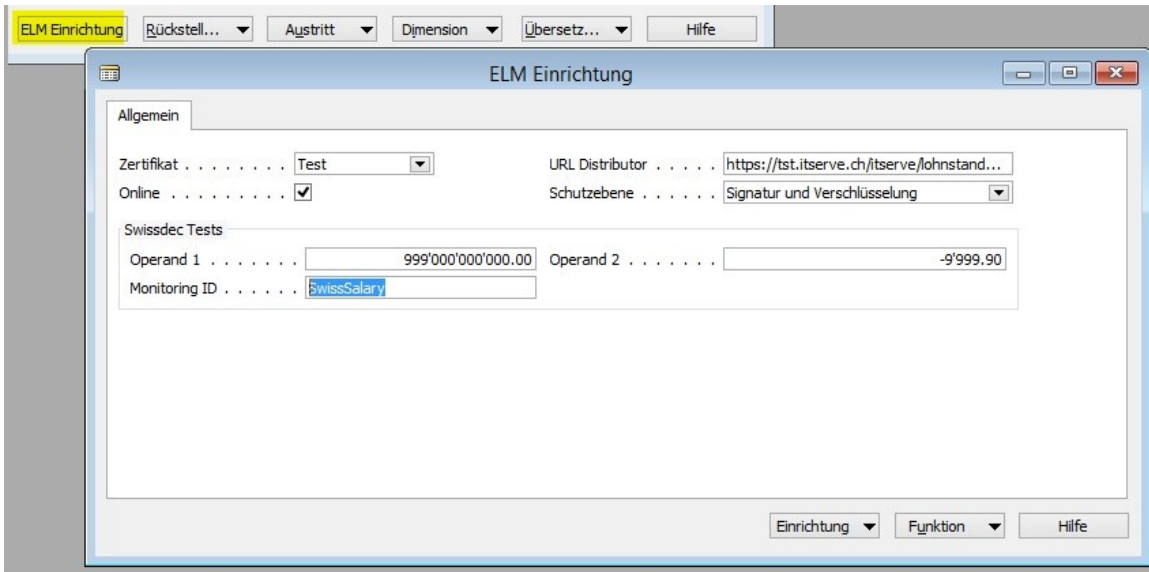 ELM Einrichtung Rückstell... Austritt Dimension Übersetz... Hilfe
ELM Einrichtung
Allgemein
Zertifikat . . . . . . . . Test URL Distributor . . . . . https://tst.itserve.ch/itserve/lohnstand...
Online . . . . . . . . . Schutzebene . . . . . . Signatur und Verschlüsselung
Swissdec Tests
Operand 1 . . . . . . . 999'000'000'000.00 Operand 2 . . . . . . . -9'999.90
Monitoring ID . . . . . . SwissSalary
Einrichtung Funktion Hilfe